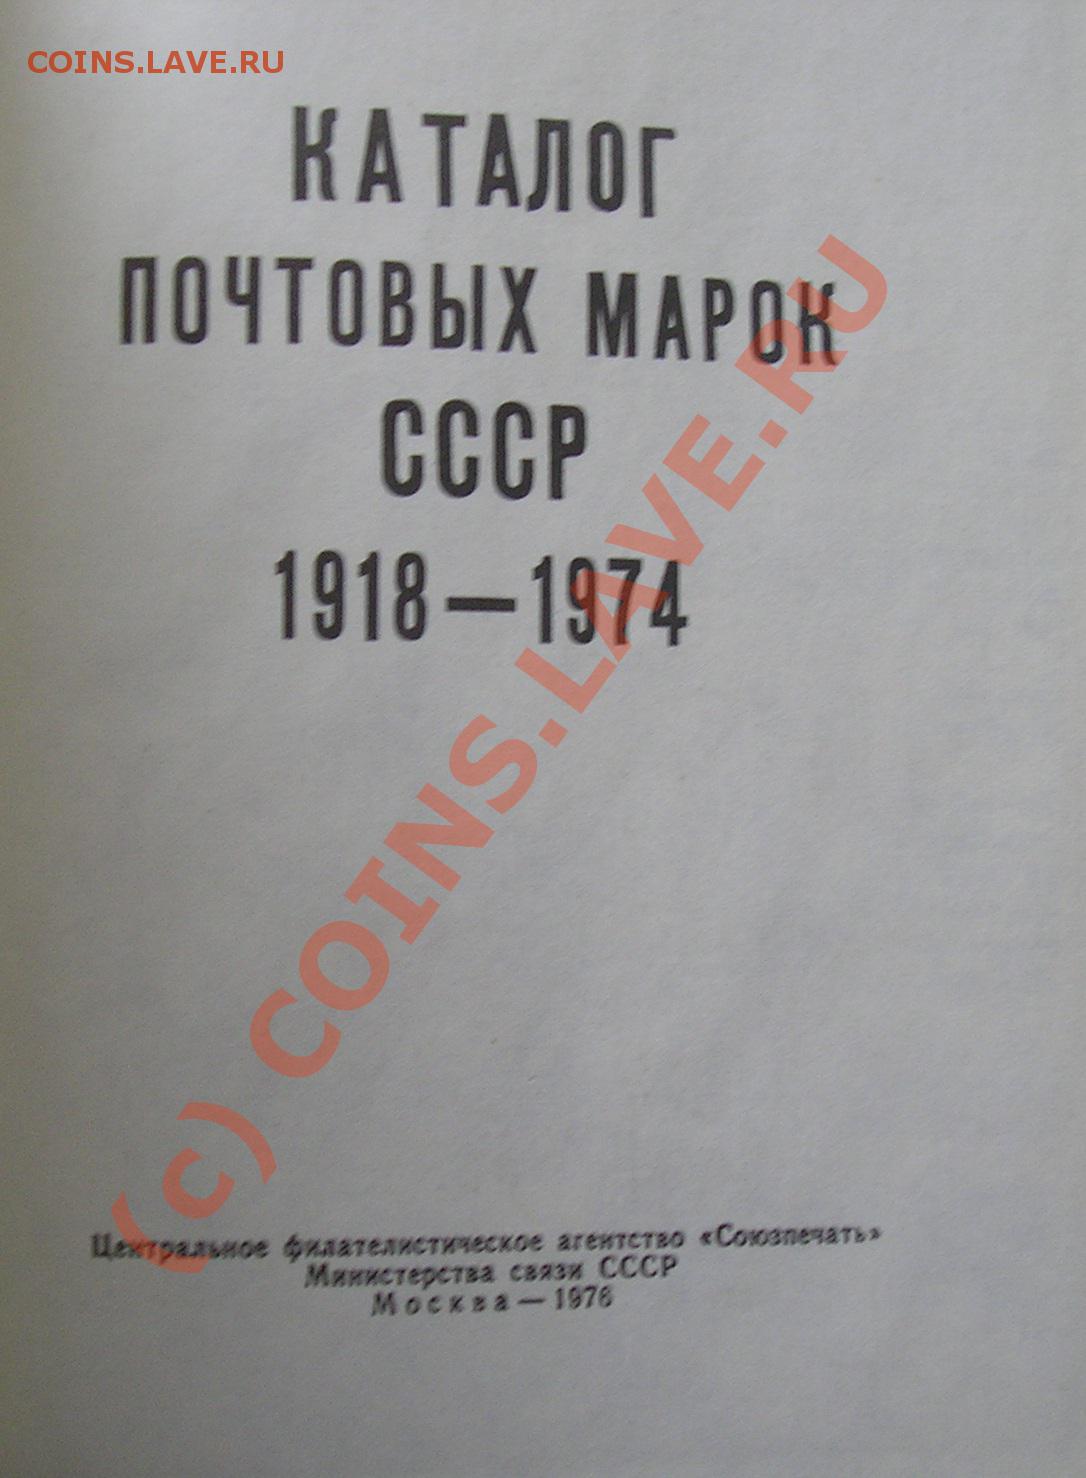 COINS.LAVE.RU
КАТАЛОГ
ПОЧТОВЫХ МАРОК
СССР
1918—1974
(c) COINS.LAVE.RU
Центральное филателистическое агентство «Союзпечать»
Министерства связи СССР
Москва — 1976